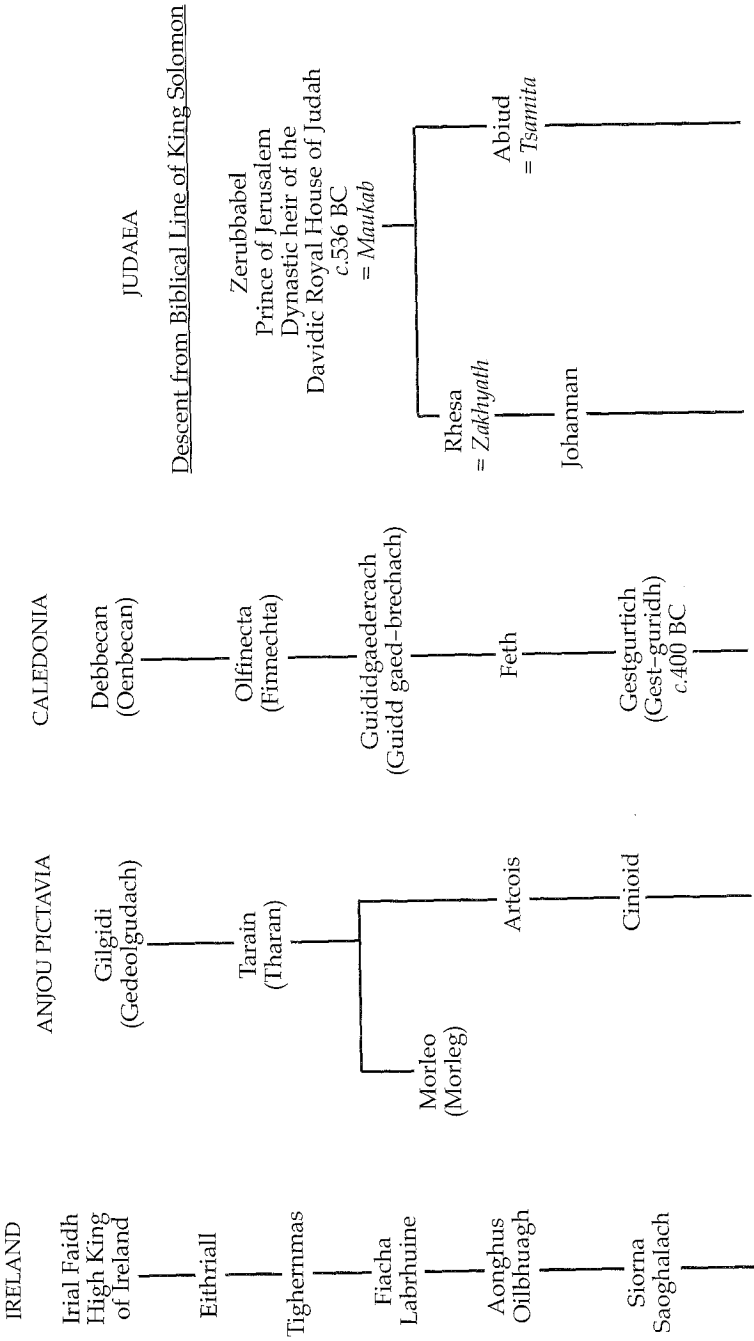 IRELAND
Irial Faidh
High King
of Ireland
Eithriall
Tighernmas
Fiacha
Labrhuine
Aonghus
Oilbhuagh
Siorna
Saoghalach
ANJOU PICTAVIA
Gilgidi
(Gedeolgudach)
Tarain
(Tharan)
Morleo
(Morleg)
Artcois
Cinioid
CALEDONIA
Debbecan
(Oenbecan)
Olfinecta
(Finnechta)
Guididgaedercach
(Guidd gaed-brechach)
Feth
Gestgurtich
(Gest-guridh)
c.400 BC
JUDAEA
Descent from Biblical Line of King Solomon
Zerubbabel
Prince of Jerusalem
Dynastic heir of the
Davidic Royal House of Judah
c.536 BC
= Maukab
Rhesa
= Zakhyath
Johannan
Abiud
= Tsamita